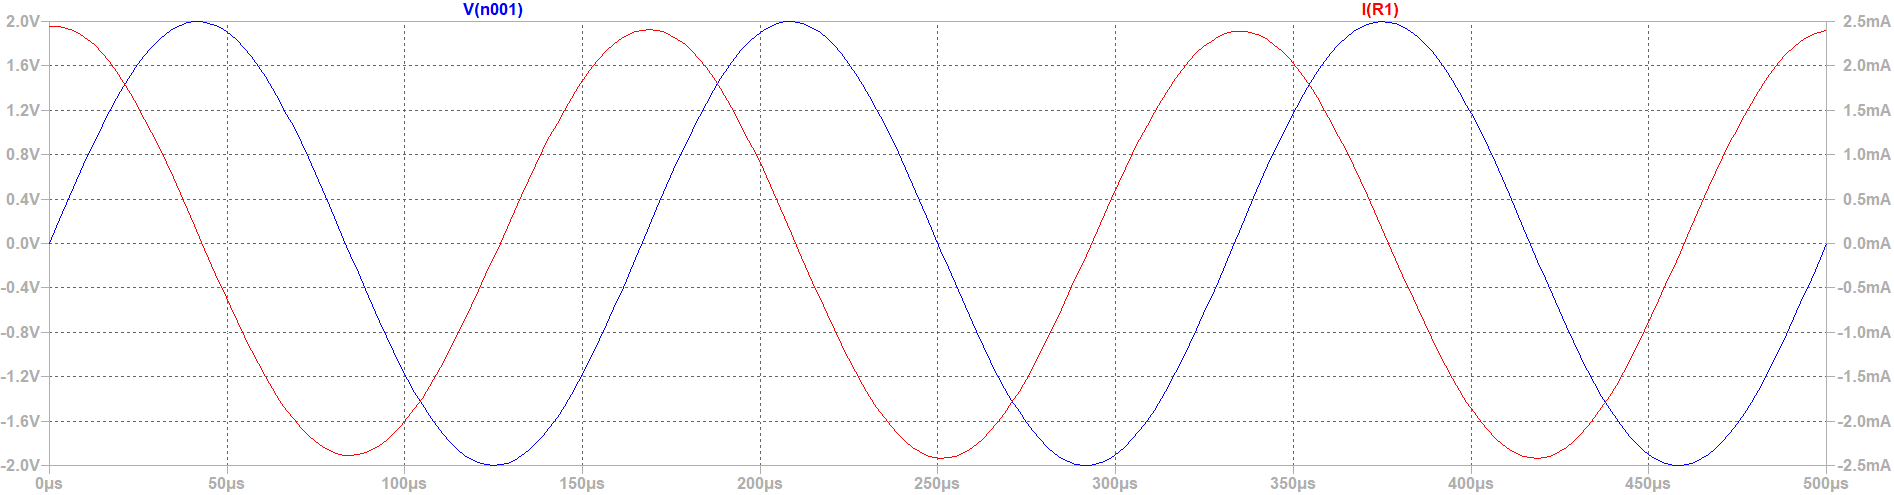 V(n001) I(R1)
2.0V 2.5mA
1.6V 2.0mA
1.2V 1.5mA
0.8V 1.0mA
0.4V 0.5mA
0.0V 0.0mA
-0.4V -0.5mA
-0.8V -1.0mA
-1.2V -1.5mA
-1.6V -2.0mA
-2.0V -2.5mA
0µs 50µs 100µs 150µs 200µs 250µs 300µs 350µs 400µs 450µs 500µs